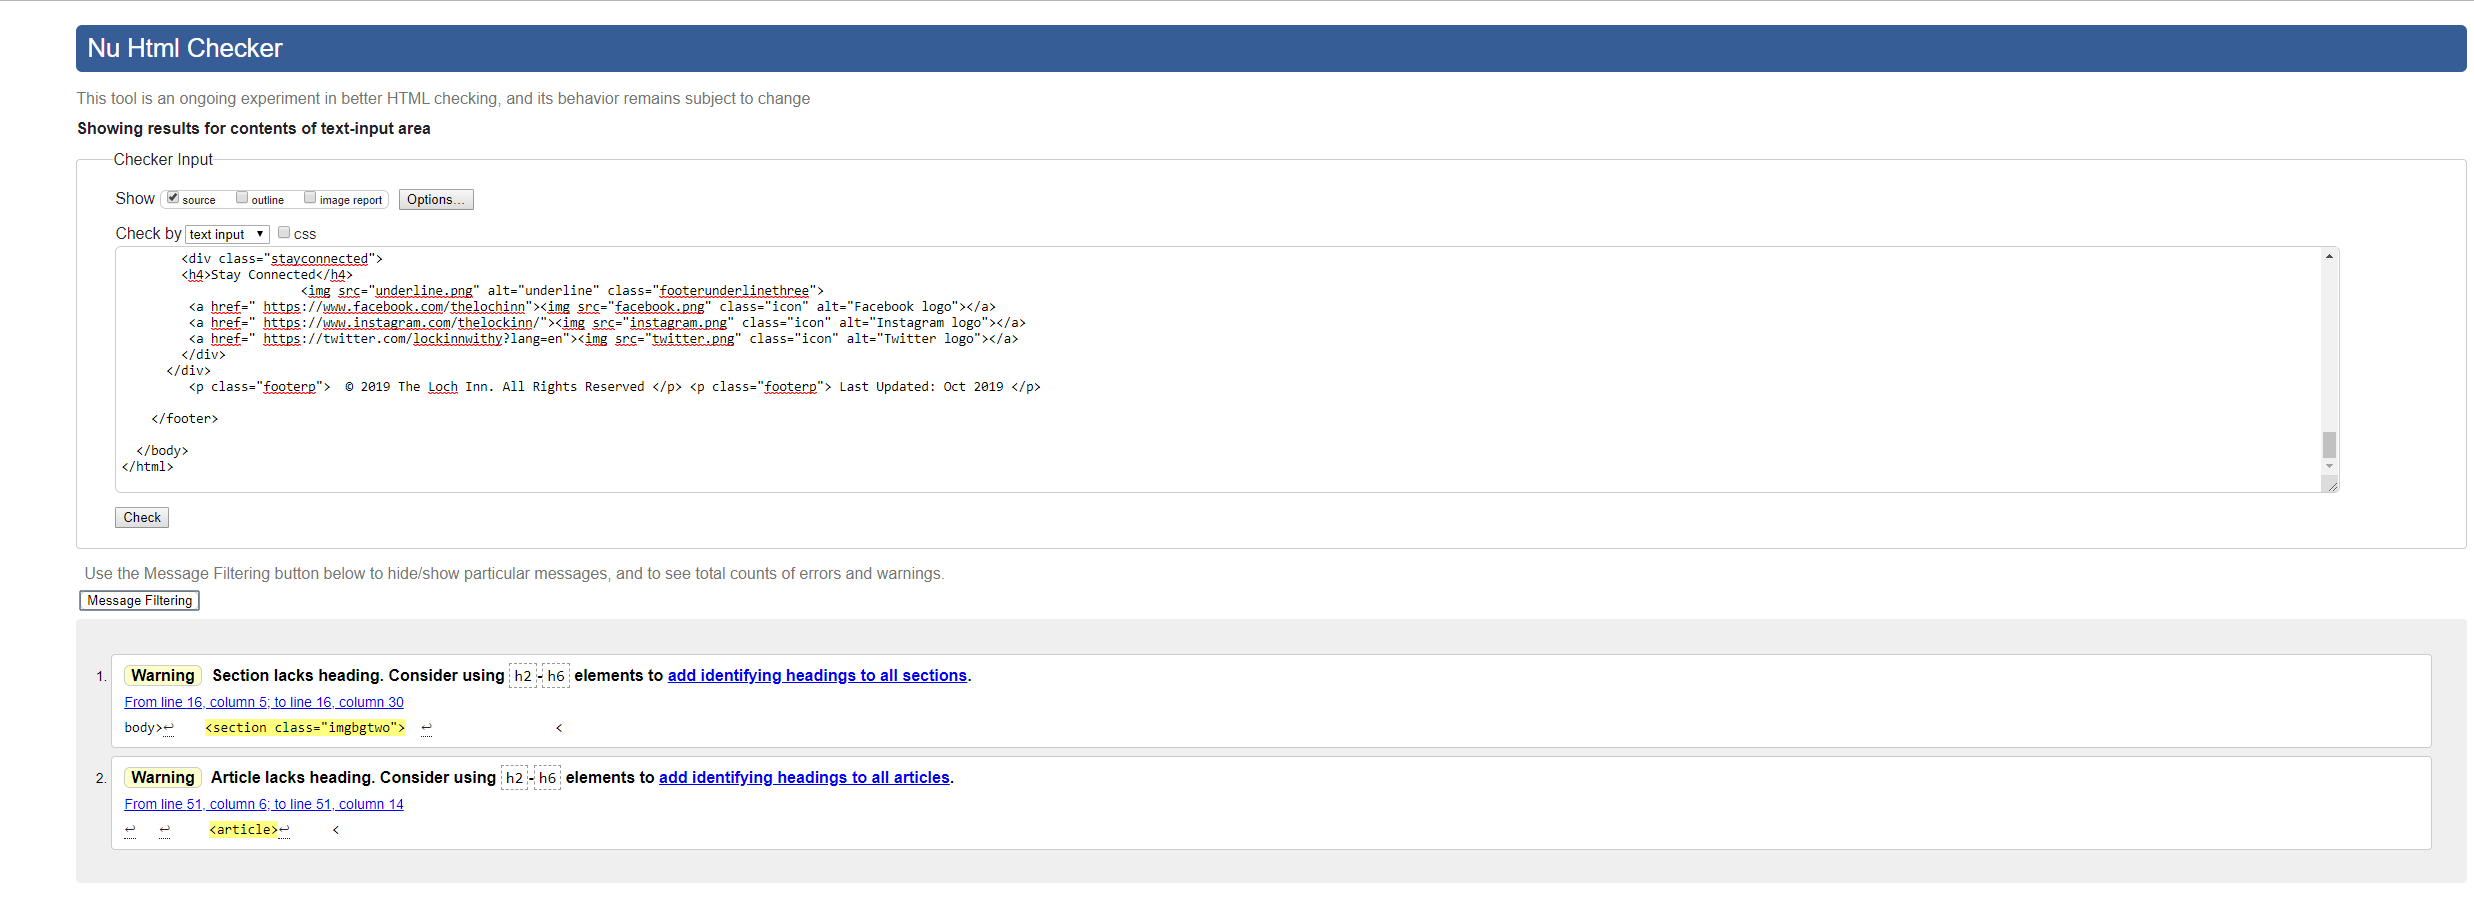 Nu Html Checker
This tool is an ongoing experiment in better HTML checking, and its behavior remains subject to change
Showing results for contents of text-input area
Checker Input
Show source outline image report Options...
Check by text input ▼ css
<div class="stayconnected">
<h4>Stay Connected</h4>
<img src="underline.png" alt="underline" class="footerunderlinethree">
<a href=" https://www.facebook.com/thelochinn"><img src="facebook.png" class="icon" alt="Facebook logo"></a>
<a href=" https://www.instagram.com/thelockinn/"><img src="instagram.png" class="icon" alt="Instagram logo"></a>
<a href=" https://twitter.com/lockinnwithy?lang=en"><img src="twitter.png" class="icon" alt="Twitter logo"></a>
</div>
</div>
<p class="footerp">  © 2019 The Loch Inn. All Rights Reserved </p> <p class="footerp"> Last Updated: Oct 2019 </p>
</footer>
</body>
</html>
Check
Use the Message Filtering button below to hide/show particular messages, and to see total counts of errors and warnings.
Message Filtering
1. Warning Section lacks heading. Consider using h2-h6 elements to add identifying headings to all sections.
From line 16, column 5; to line 16, column 30
body>↩ <section class="imgbgtwo"> ↩ <
2. Warning Article lacks heading. Consider using h2-h6 elements to add identifying headings to all articles.
From line 51, column 6; to line 51, column 14
↩ ↩ <article>↩ <